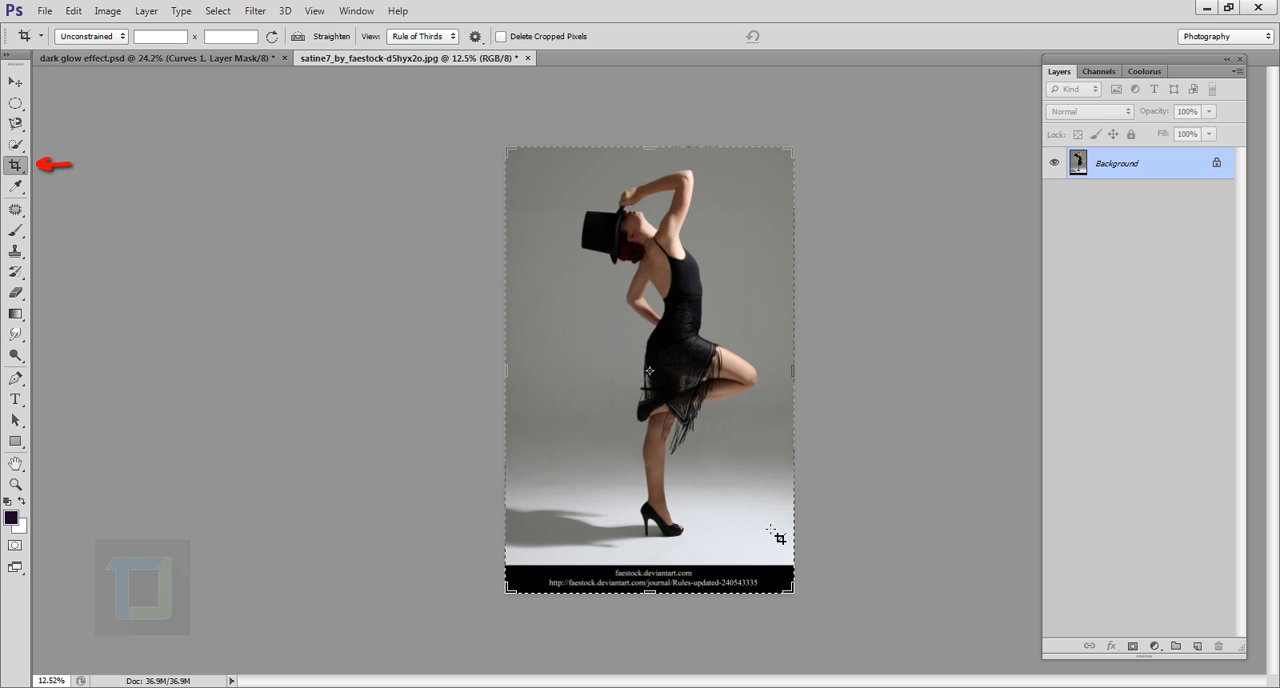 Ps File Edit Image Layer Type Select Filter 3D View Window Help
Unconstrained x Straighten View: Rule of Thirds Delete Cropped Pixels Photography
dark glow effect.psd @ 24.2% (Curves 1, Layer Mask/8) * × satine7_by_faestock-d5hyx2o.jpg @ 12.5% (RGB/8) * ×
Layers Channels Coolorus
Kind
Normal Opacity: 100%
Lock: Fill: 100%
Background
faestock.deviantart.com
http://faestock.deviantart.com/journal/Rules-updated-240543335
12.52% Doc: 36.9M/36.9M